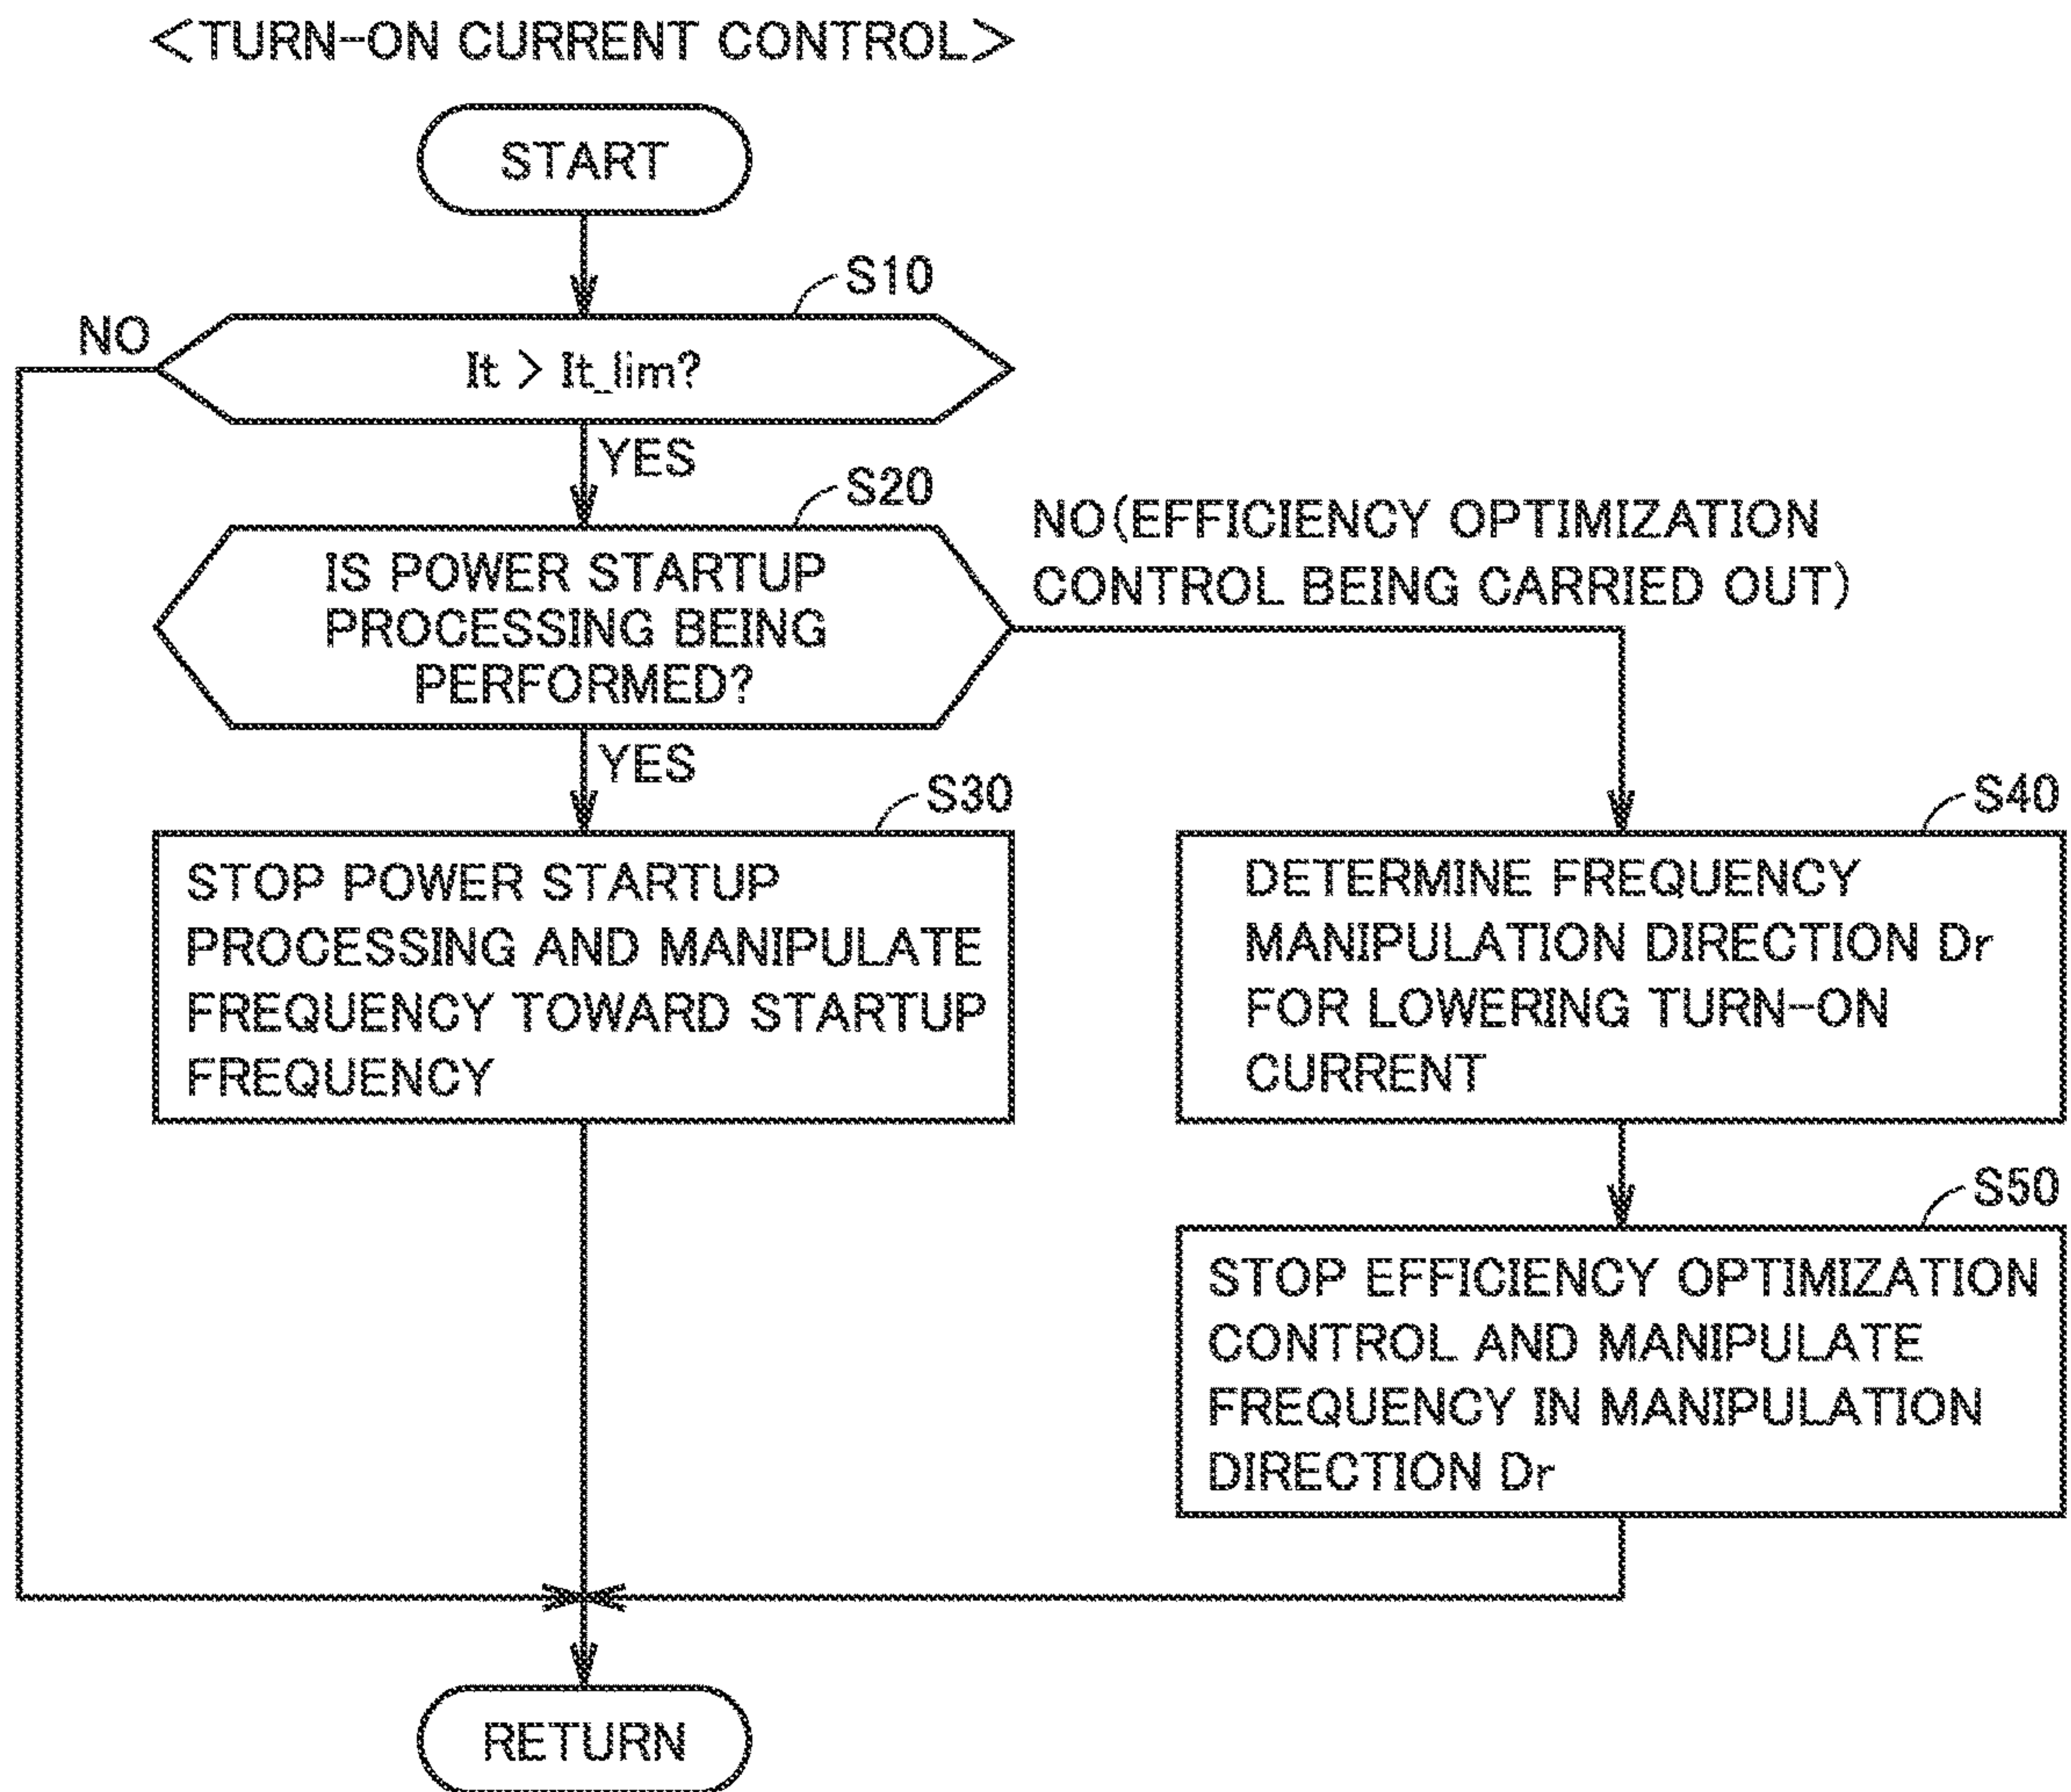 <TURN-ON CURRENT CONTROL>
START
S10
NO
It > It_lim?
YES
S20
IS POWER STARTUP
PROCESSING BEING
PERFORMED?
NO(EFFICIENCY OPTIMIZATION
CONTROL BEING CARRIED OUT)
YES
S30
STOP POWER STARTUP
PROCESSING AND MANIPULATE
FREQUENCY TOWARD STARTUP
FREQUENCY
S40
DETERMINE FREQUENCY
MANIPULATION DIRECTION Dr
FOR LOWERING TURN-ON
CURRENT
S50
STOP EFFICIENCY OPTIMIZATION
CONTROL AND MANIPULATE
FREQUENCY IN MANIPULATION
DIRECTION Dr
RETURN